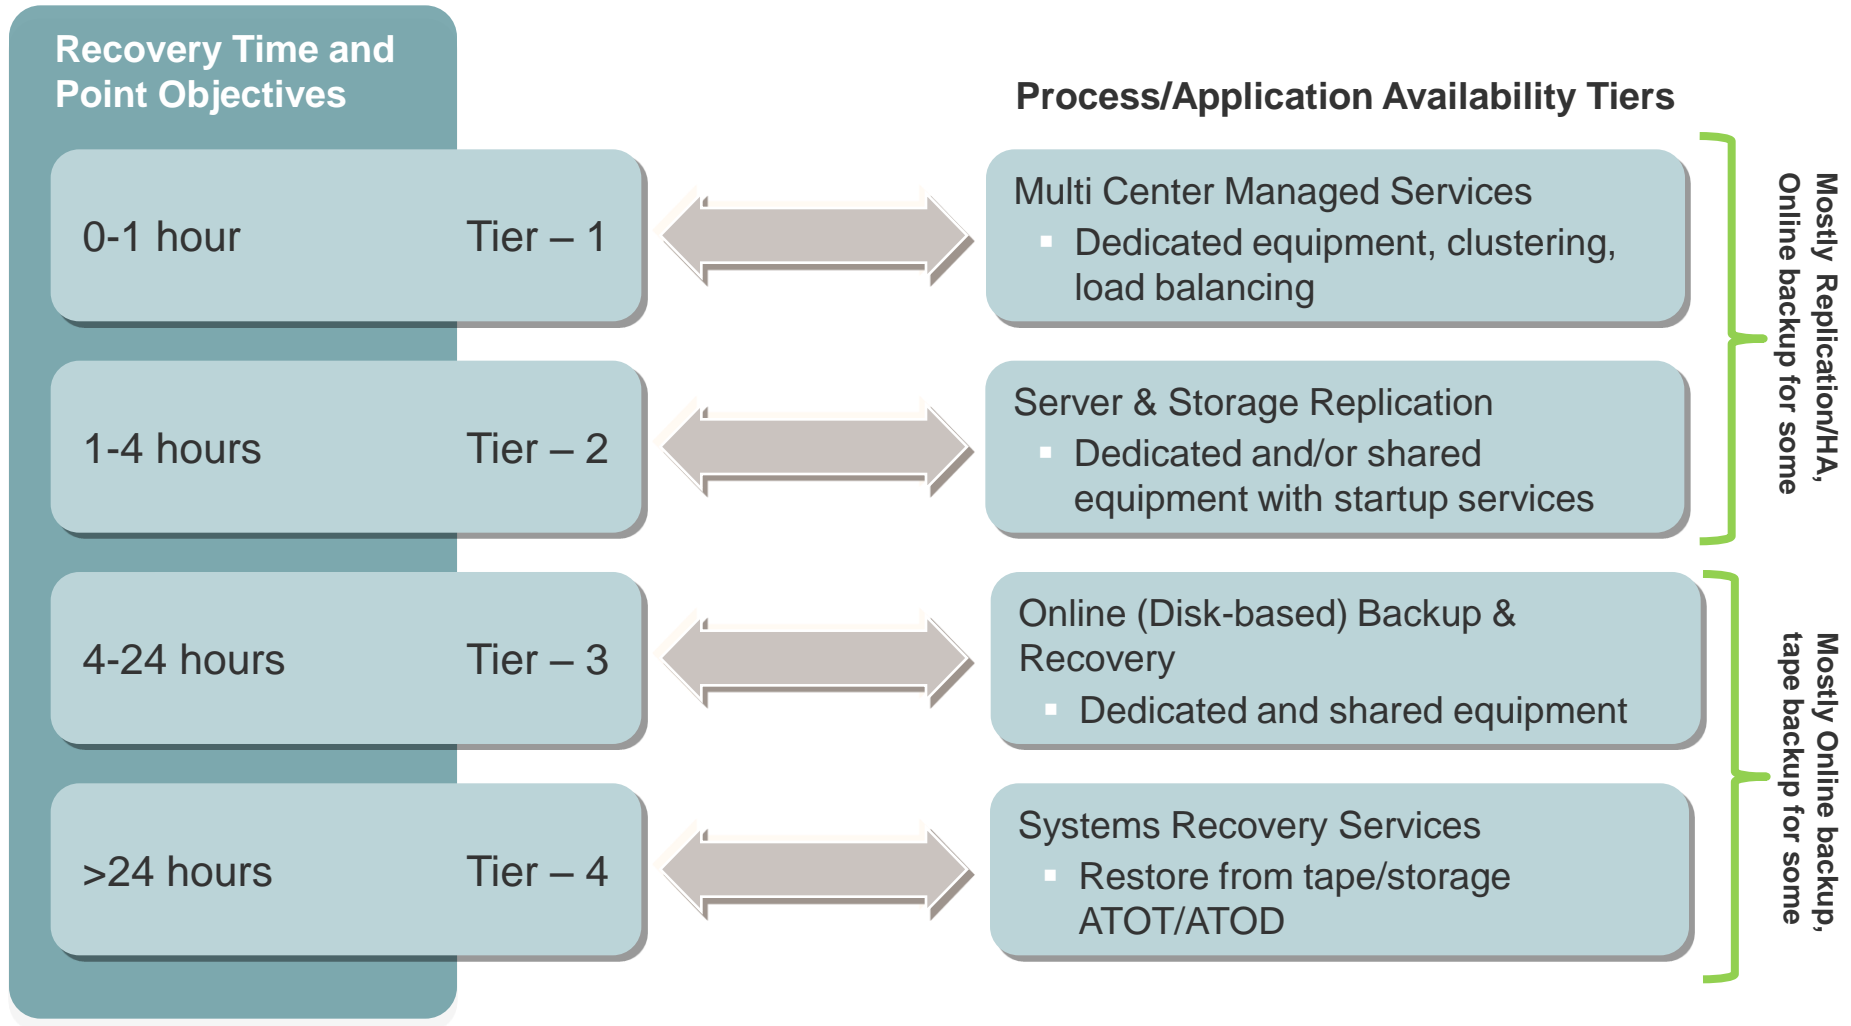 Recovery Time and
Point Objectives
Process/Application Availability Tiers
0-1 hour Tier – 1
Multi Center Managed Services
▪ Dedicated equipment, clustering,
load balancing
1-4 hours Tier – 2
Server & Storage Replication
▪ Dedicated and/or shared
equipment with startup services
Mostly Replication/HA,
Online backup for some
4-24 hours Tier – 3
Online (Disk-based) Backup &
Recovery
▪ Dedicated and shared equipment
>24 hours Tier – 4
Systems Recovery Services
▪ Restore from tape/storage
ATOT/ATOD
Mostly Online backup,
tape backup for some